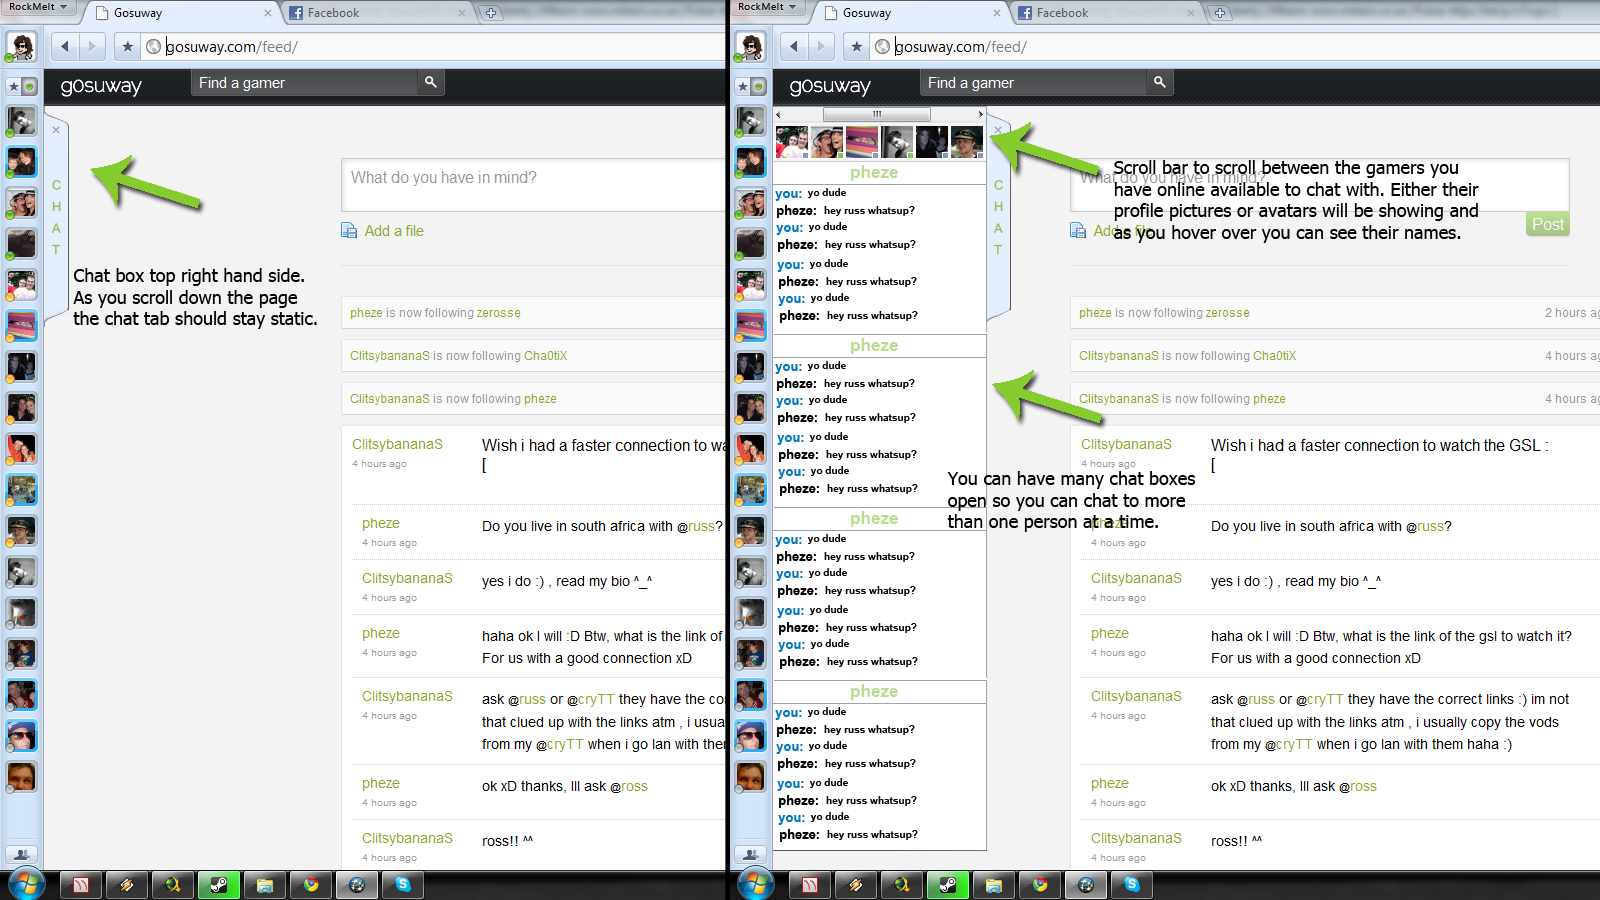 RockMelt
Gosuway
Facebook
gosuway.com/feed/
gosuway
Find a gamer
CHAT
What do you have in mind?
Add a file
Chat box top right hand side.
As you scroll down the page
the chat tab should stay static.
pheze is now following zerosse
ClitsybananaS is now following Cha0tiX
ClitsybananaS is now following pheze
ClitsybananaS
4 hours ago
Wish i had a faster connection to wa
[
pheze
4 hours ago
Do you live in south africa with @russ?
ClitsybananaS
4 hours ago
yes i do :) , read my bio ^_^
pheze
4 hours ago
haha ok I will :D Btw, what is the link of
For us with a good connection xD
ClitsybananaS
4 hours ago
ask @russ or @cryTT they have the cor
that clued up with the links atm , i usua
from my @cryTT when i go lan with them
pheze
4 hours ago
ok xD thanks, Ill ask @ross
ClitsybananaS
4 hours ago
ross!! ^^
RockMelt
Gosuway
Facebook
gosuway.com/feed/
gosuway
Find a gamer
pheze
you: yo dude
pheze: hey russ whatsup?
you: yo dude
pheze: hey russ whatsup?
you: yo dude
pheze: hey russ whatsup?
you: yo dude
pheze: hey russ whatsup?
pheze
you: yo dude
pheze: hey russ whatsup?
you: yo dude
pheze: hey russ whatsup?
you: yo dude
pheze: hey russ whatsup?
you: yo dude
pheze: hey russ whatsup?
pheze
you: yo dude
pheze: hey russ whatsup?
you: yo dude
pheze: hey russ whatsup?
you: yo dude
pheze: hey russ whatsup?
you: yo dude
pheze: hey russ whatsup?
pheze
you: yo dude
pheze: hey russ whatsup?
you: yo dude
pheze: hey russ whatsup?
you: yo dude
pheze: hey russ whatsup?
you: yo dude
pheze: hey russ whatsup?
CHAT
Scroll bar to scroll between the gamers you
have online available to chat with. Either their
profile pictures or avatars will be showing and
as you hover over you can see their names.
What do you have in mind?
Add a file
Post
pheze is now following zerosse
2 hours ag
ClitsybananaS is now following Cha0tiX
4 hours ag
ClitsybananaS is now following pheze
4 hours ag
You can have many chat boxes
open so you can chat to more
than one person at a time.
ClitsybananaS
4 hours ago
Wish i had a faster connection to watch the GSL :
[
pheze
4 hours ago
Do you live in south africa with @russ?
ClitsybananaS
4 hours ago
yes i do :) , read my bio ^_^
pheze
4 hours ago
haha ok I will :D Btw, what is the link of the gsl to watch it?
For us with a good connection xD
ClitsybananaS
4 hours ago
ask @russ or @cryTT they have the correct links :) im not
that clued up with the links atm , i usually copy the vods
from my @cryTT when i go lan with them haha :)
pheze
4 hours ago
ok xD thanks, Ill ask @ross
ClitsybananaS
4 hours ago
ross!! ^^